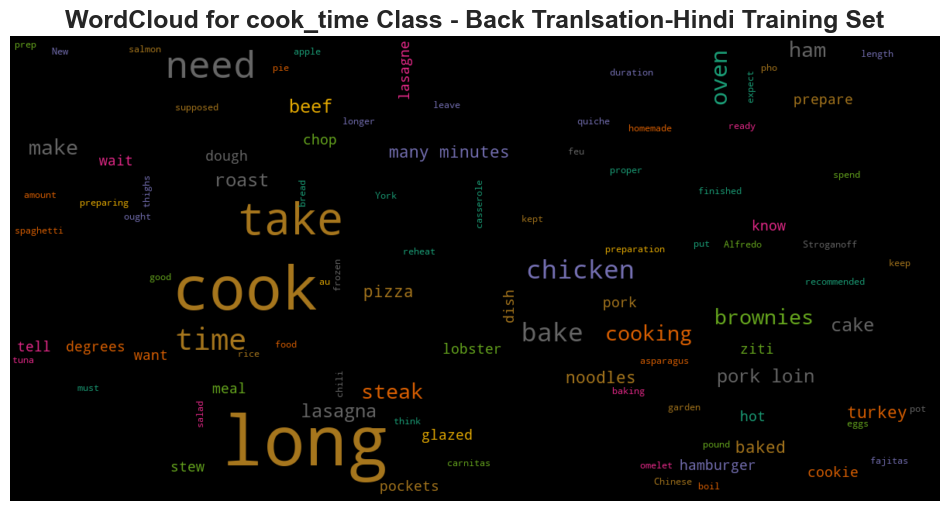 WordCloud for cook_time Class - Back Tranlsation-Hindi Training Set
prep
New
salmon
need
pie
apple
lasagne
oven
expect
pho
ham
length
duration
supposed
beef
leave
prepare
longer
chop
quiche
homemade
ready
make
wait
dough
many minutes
feu
roast
proper
spend
amount
preparing
thighs
ought
bread
York
casserole
finished
spaghetti
take
kept
know
reheat
preparation
put
Alfredo
Stroganoff
keep
good
cook
au
frozen
pizza
chicken
recommended
dish
pork
time
bake
cooking
brownies
cake
tell
degrees
want
rice
food
lobster
ziti
tuna
asparagus
must
meal
chili
steak
noodles
baking
pork loin
salad
lasagna
think
garden
hot
turkey
pot
eggs
long
glazed
pound
baked
stew
carnitas
omelet
hamburger
cookie
fajitas
pockets
Chinese
boil